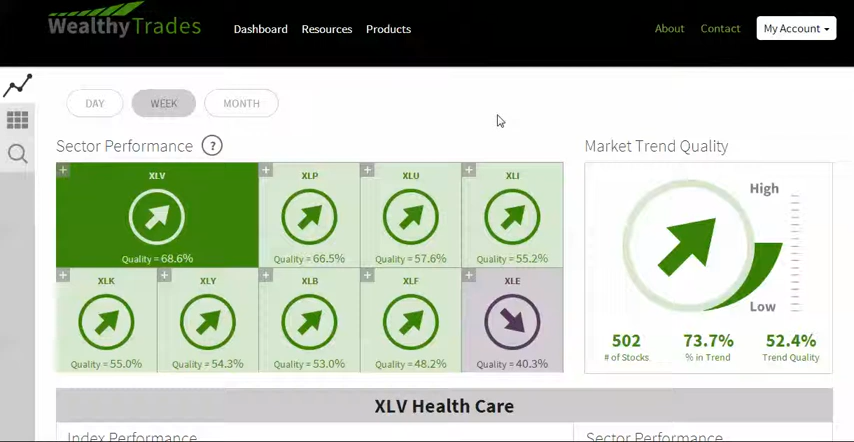 WealthyTrades
Dashboard Resources Products
About Contact My Account
DAY WEEK MONTH
Sector Performance ?
Market Trend Quality
XLV
Quality = 68.6%
XLP
Quality = 66.5%
XLU
Quality = 57.6%
XLI
Quality = 55.2%
XLK
Quality = 55.0%
XLY
Quality = 54.3%
XLB
Quality = 53.0%
XLF
Quality = 48.2%
XLE
Quality = 40.3%
High
Low
502 73.7% 52.4%
# of Stocks % in Trend Trend Quality
XLV Health Care
Index Performance
Sector Performance